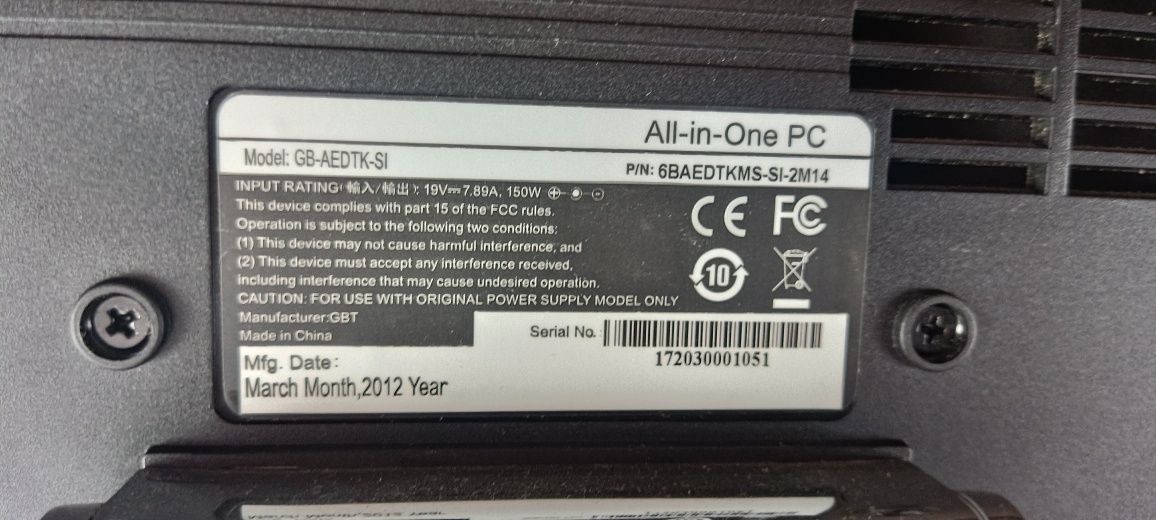 All-in-One PC
Model: GB-AEDTK-SI
P/N: 6BAEDTKMS-SI-2M14
INPUT RATING( 輸入/輸出 ): 19V⎓7.89A, 150W
This device complies with part 15 of the FCC rules.
Operation is subject to the following two conditions:
(1) This device may not cause harmful interference, and
(2) This device must accept any interference received,
including interference that may cause undesired operation.
CAUTION: FOR USE WITH ORIGINAL POWER SUPPLY MODEL ONLY
Manufacturer:GBT
Made in China
CE FC
10
Serial No.
172030001051
Mfg. Date:
March Month,2012 Year